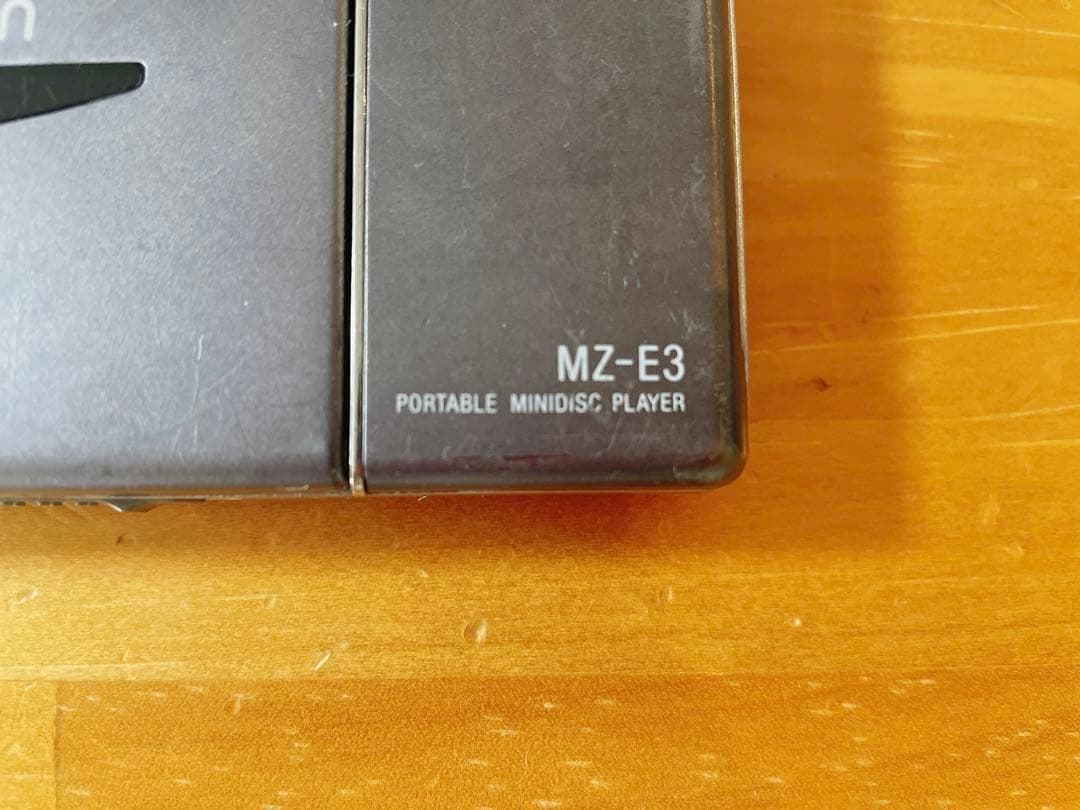 MZ-E3
PORTABLE MINIDISC PLAYER